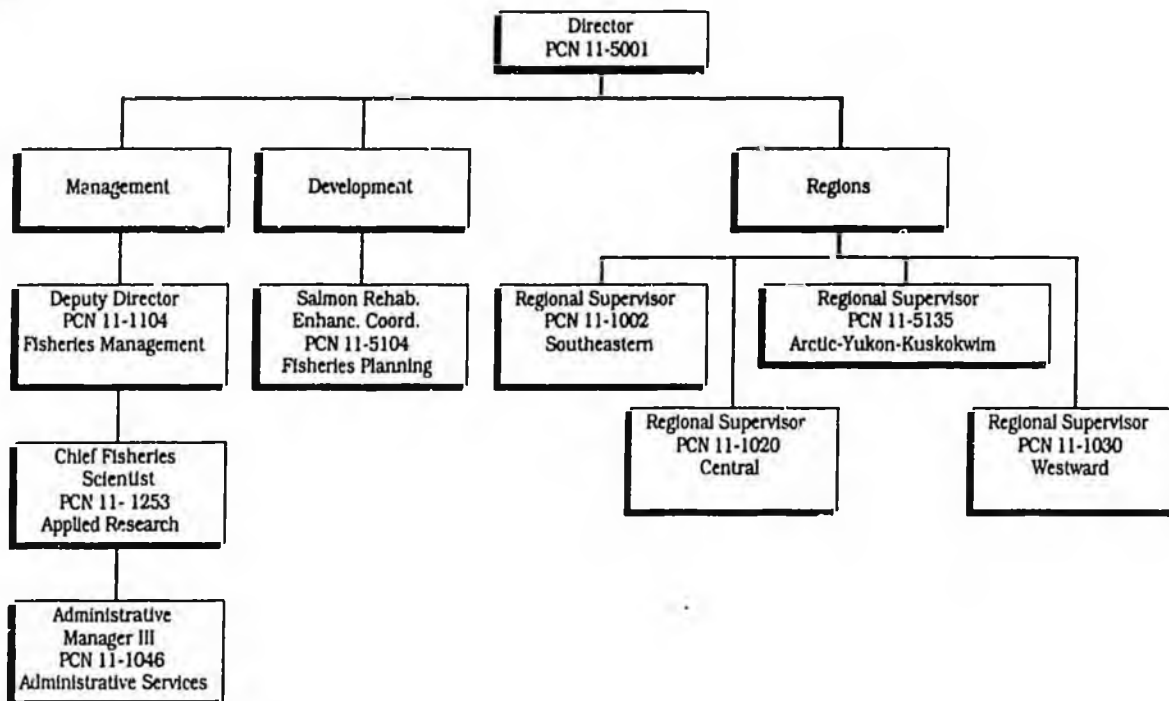 Director
PCN 11-5001
Management
Development
Regions
Deputy Director
PCN 11-1104
Fisheries Management
Salmon Rehab.
Enhanc. Coord.
PCN 11-5104
Fisheries Planning
Regional Supervisor
PCN 11-1002
Southeastern
Regional Supervisor
PCN 11-5135
Arctic-Yukon-Kuskokwim
Regional Supervisor
PCN 11-1020
Central
Regional Supervisor
PCN 11-1030
Westward
Chief Fisheries
Scientist
PCN 11- 1253
Applied Research
Administrative
Manager III
PCN 11-1046
Administrative Services